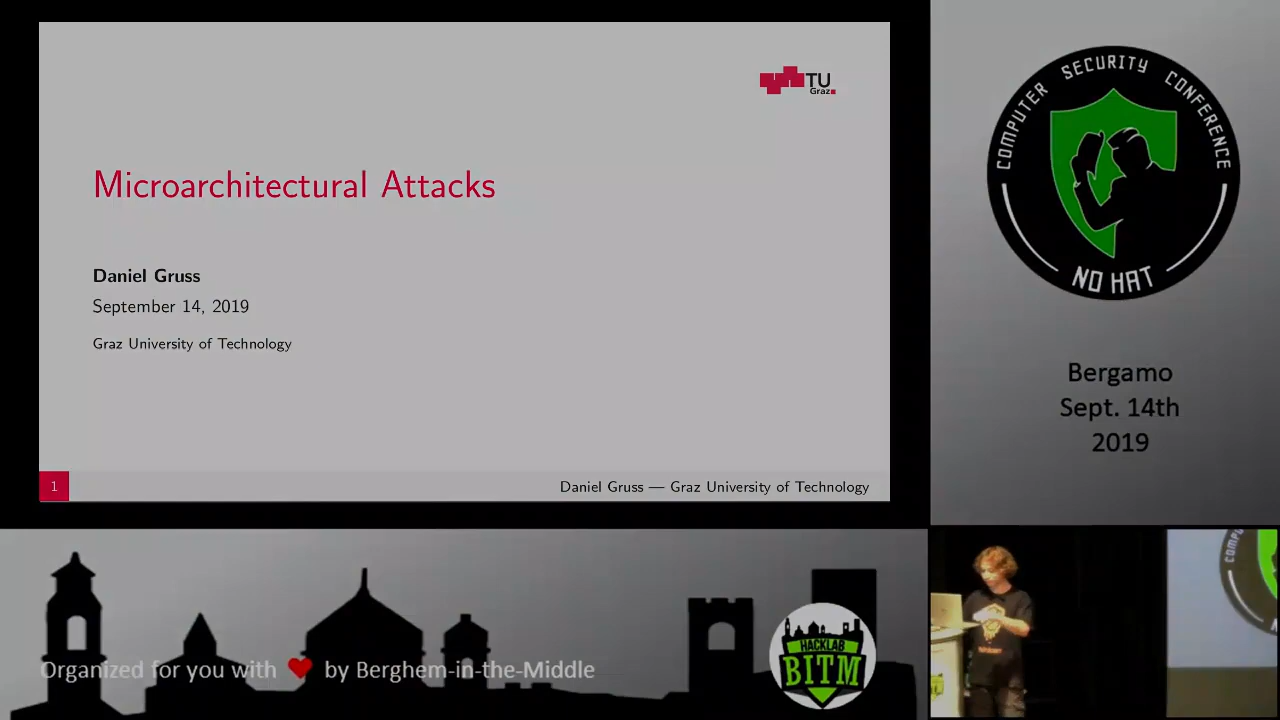 TU
Graz
Microarchitectural Attacks
Daniel Gruss
September 14, 2019
Graz University of Technology
1
Daniel Gruss — Graz University of Technology
COMPUTER SECURITY CONFERENCE
NO HAT
Bergamo
Sept. 14th
2019
Organized for you with ❤ by Berghem-in-the-Middle
HACKLAB
BITM
COMPU